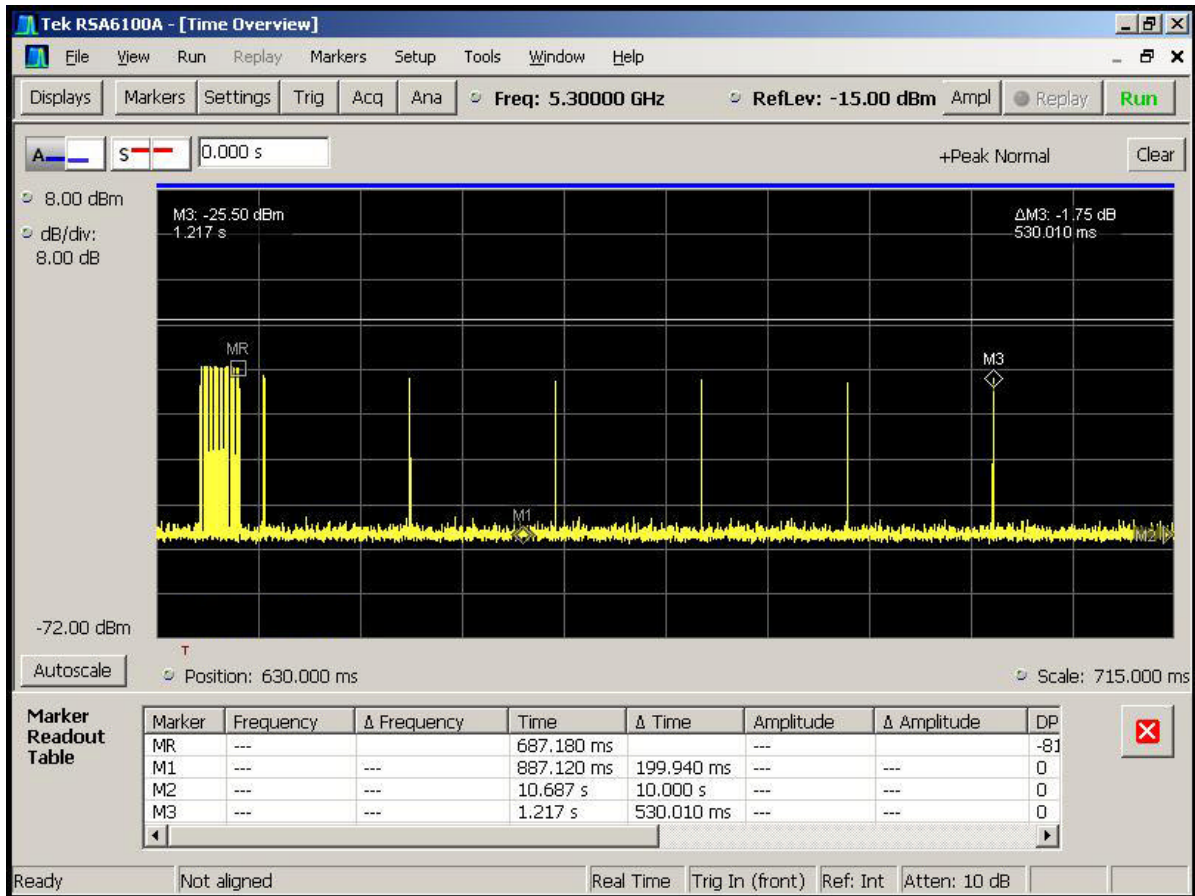 Tek RSA6100A - [Time Overview]
File View Run Replay Markers Setup Tools Window Help
Displays Markers Settings Trig Acq Ana Freq: 5.30000 GHz RefLev: -15.00 dBm Ampl Replay Run
A S 0.000 s +Peak Normal Clear
8.00 dBm
dB/div:
8.00 dB
M3: -25.50 dBm
1.217 s
ΔM3: -1.75 dB
530.010 ms
MR
M3
M1
M2
-72.00 dBm
T
Autoscale Position: 630.000 ms Scale: 715.000 ms
Marker
Readout
Table
Marker Frequency Δ Frequency Time Δ Time Amplitude Δ Amplitude DP
MR --- 687.180 ms --- -81
M1 --- --- 887.120 ms 199.940 ms --- --- 0
M2 --- --- 10.687 s 10.000 s --- --- 0
M3 --- --- 1.217 s 530.010 ms --- --- 0
Ready Not aligned Real Time Trig In (front) Ref: Int Atten: 10 dB